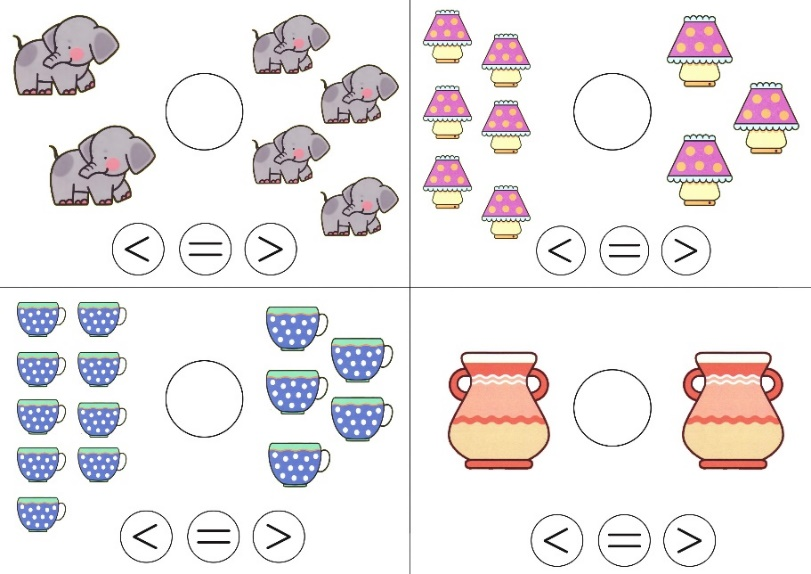 < = >
< = >
< = >
< = >